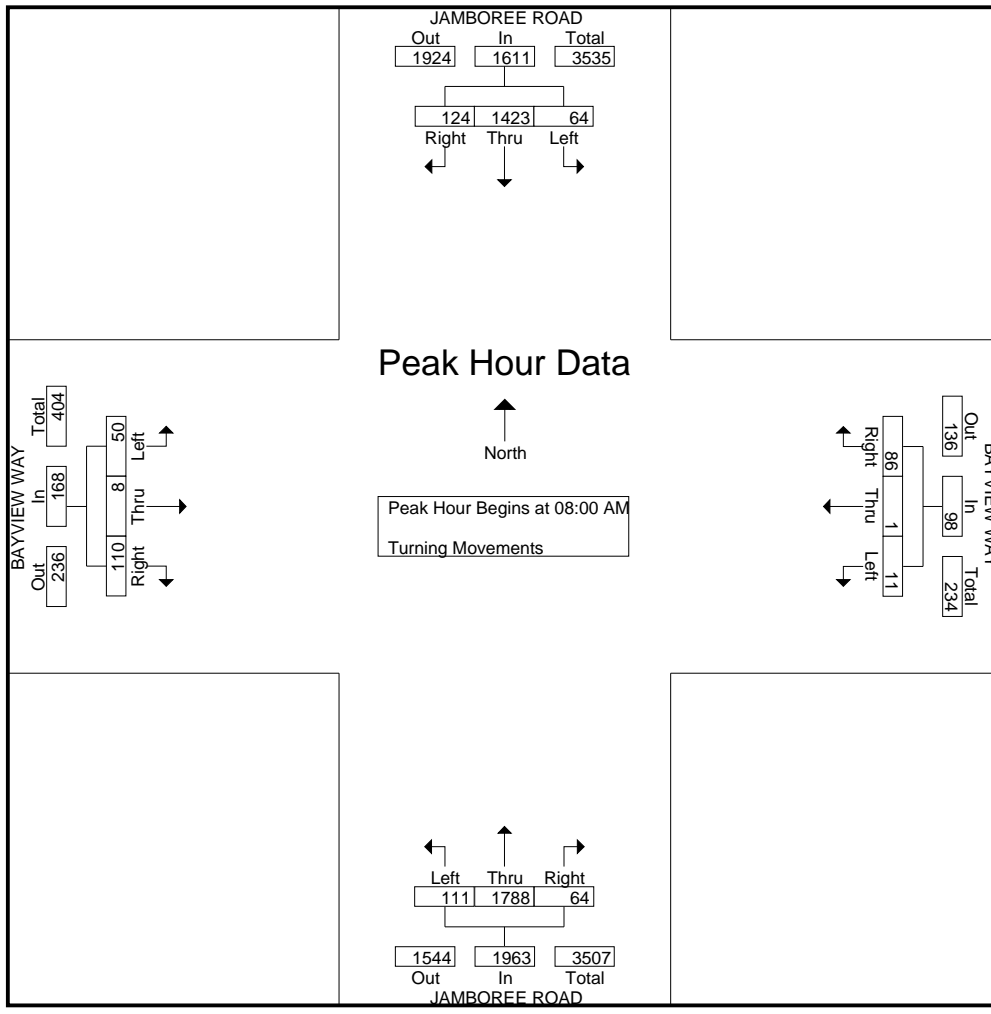 JAMBOREE ROAD
Out In Total
1924 1611 3535
124 1423 64
Right Thru Left
Peak Hour Data
North
Peak Hour Begins at 08:00 AM
Turning Movements
BAYVIEW WAY
Total In Out
404 168 236
50 8 110
Left Thru Right
BAYVIEW WAY
Out In Total
136 98 234
86 1 11
Right Thru Left
Left Thru Right
111 1788 64
1544 1963 3507
Out In Total
JAMBOREE ROAD